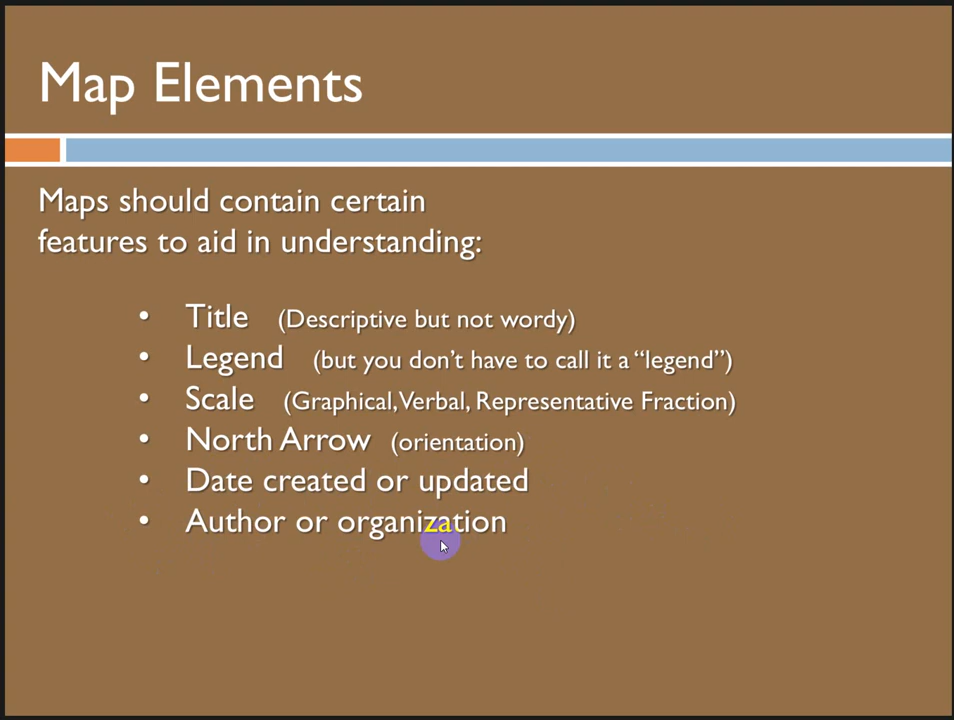 Map Elements
Maps should contain certain
features to aid in understanding:
• Title (Descriptive but not wordy)
• Legend (but you don’t have to call it a “legend”)
• Scale (Graphical, Verbal, Representative Fraction)
• North Arrow (orientation)
• Date created or updated
• Author or organization